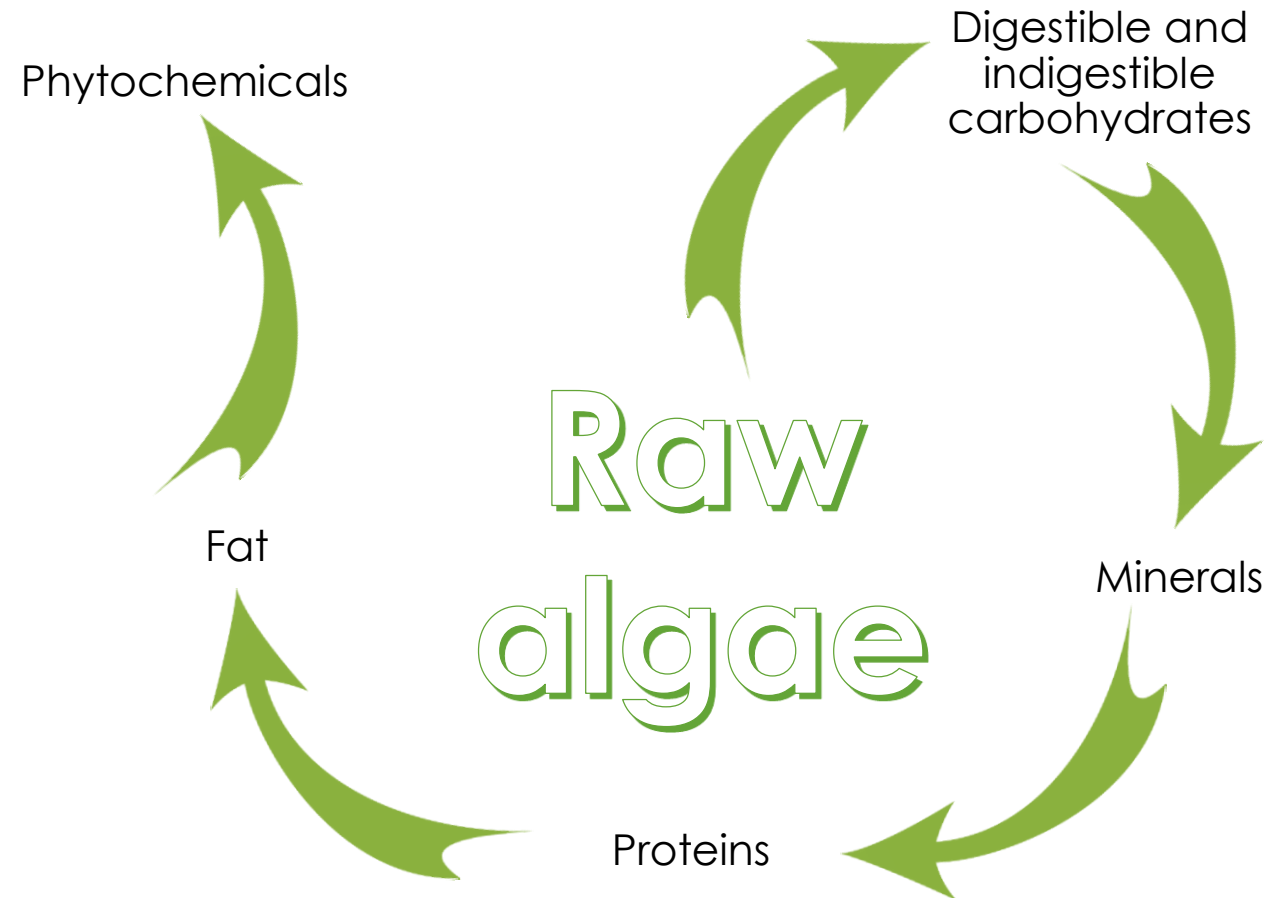 Phytochemicals
Digestible and
indigestible
carbohydrates
Raw
algae
Fat
Minerals
Proteins